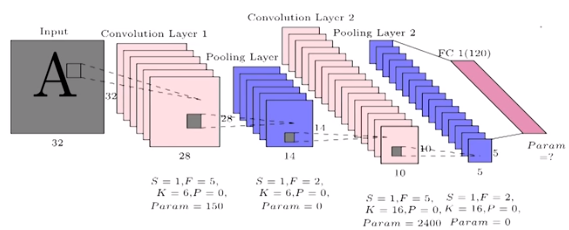 Input
Convolution Layer 1
Convolution Layer 2
Pooling Layer
Pooling Layer 2
FC 1(120)
A
32
32
28
28
14
14
10
10
5
5
Param
=?
S = 1,F = 5,
K = 6,P = 0,
Param = 150
S = 1,F = 2,
K = 6,P = 0,
Param = 0
S = 1,F = 5,
K = 16,P = 0,
Param = 2400
S = 1,F = 2,
K = 16,P = 0,
Param = 0